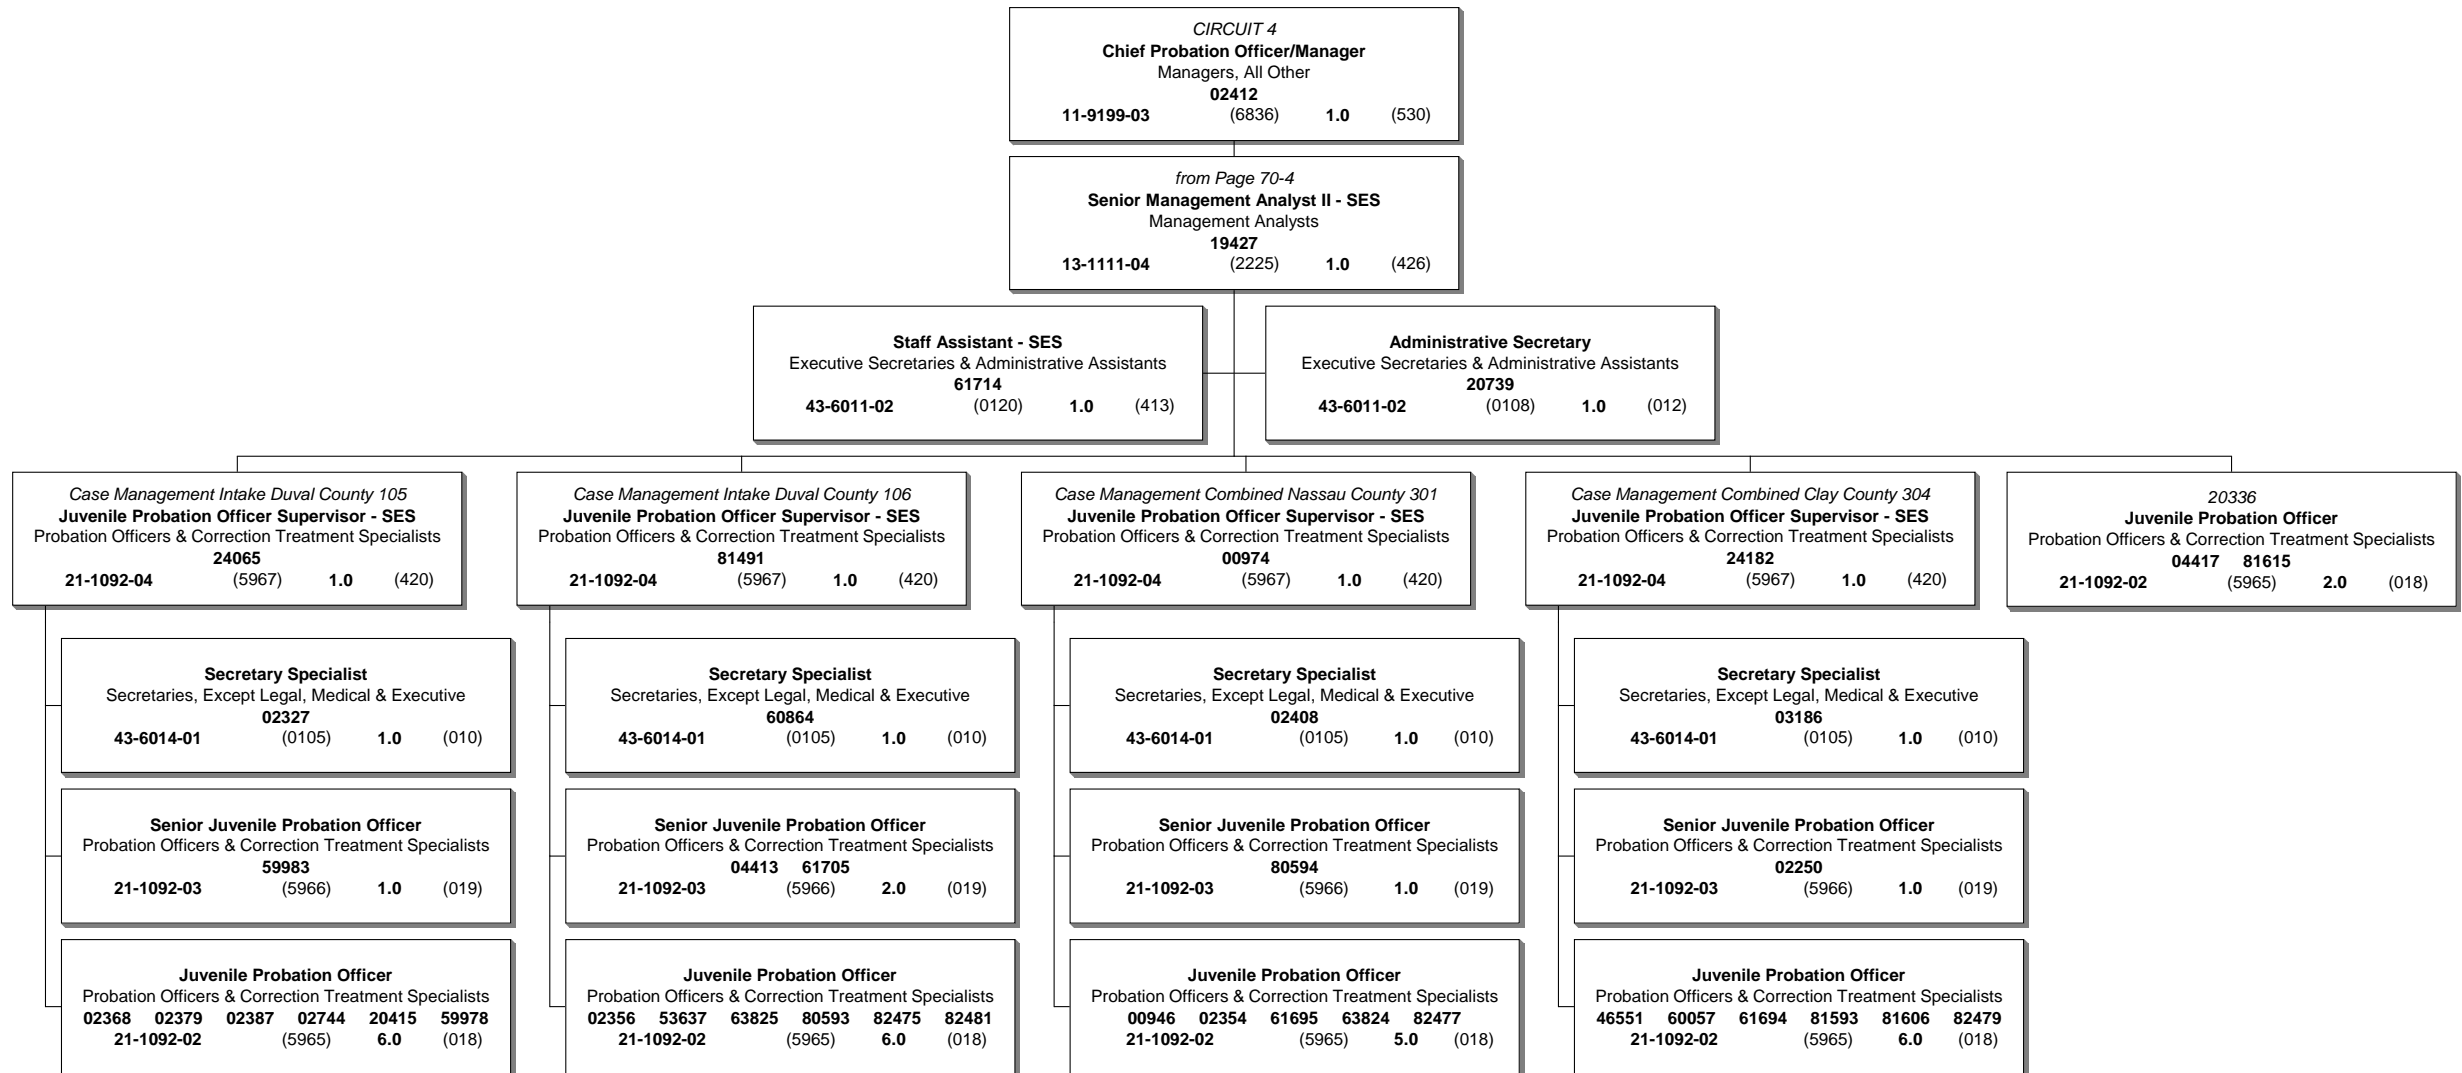 CIRCUIT 4
Chief Probation Officer/Manager
Managers, All Other
02412
11-9199-03 (6836) 1.0 (530)
from Page 70-4
Senior Management Analyst II - SES
Management Analysts
19427
13-1111-04 (2225) 1.0 (426)
Staff Assistant - SES
Executive Secretaries & Administrative Assistants
61714
43-6011-02 (0120) 1.0 (413)
Administrative Secretary
Executive Secretaries & Administrative Assistants
20739
43-6011-02 (0108) 1.0 (012)
Case Management Intake Duval County 105
Juvenile Probation Officer Supervisor - SES
Probation Officers & Correction Treatment Specialists
24065
21-1092-04 (5967) 1.0 (420)
Secretary Specialist
Secretaries, Except Legal, Medical & Executive
02327
43-6014-01 (0105) 1.0 (010)
Senior Juvenile Probation Officer
Probation Officers & Correction Treatment Specialists
59983
21-1092-03 (5966) 1.0 (019)
Juvenile Probation Officer
Probation Officers & Correction Treatment Specialists
02368 02379 02387 02744 20415 59978
21-1092-02 (5965) 6.0 (018)
Case Management Intake Duval County 106
Juvenile Probation Officer Supervisor - SES
Probation Officers & Correction Treatment Specialists
81491
21-1092-04 (5967) 1.0 (420)
Secretary Specialist
Secretaries, Except Legal, Medical & Executive
60864
43-6014-01 (0105) 1.0 (010)
Senior Juvenile Probation Officer
Probation Officers & Correction Treatment Specialists
04413 61705
21-1092-03 (5966) 2.0 (019)
Juvenile Probation Officer
Probation Officers & Correction Treatment Specialists
02356 53637 63825 80593 82475 82481
21-1092-02 (5965) 6.0 (018)
Case Management Combined Nassau County 301
Juvenile Probation Officer Supervisor - SES
Probation Officers & Correction Treatment Specialists
00974
21-1092-04 (5967) 1.0 (420)
Secretary Specialist
Secretaries, Except Legal, Medical & Executive
02408
43-6014-01 (0105) 1.0 (010)
Senior Juvenile Probation Officer
Probation Officers & Correction Treatment Specialists
80594
21-1092-03 (5966) 1.0 (019)
Juvenile Probation Officer
Probation Officers & Correction Treatment Specialists
00946 02354 61695 63824 82477
21-1092-02 (5965) 5.0 (018)
Case Management Combined Clay County 304
Juvenile Probation Officer Supervisor - SES
Probation Officers & Correction Treatment Specialists
24182
21-1092-04 (5967) 1.0 (420)
Secretary Specialist
Secretaries, Except Legal, Medical & Executive
03186
43-6014-01 (0105) 1.0 (010)
Senior Juvenile Probation Officer
Probation Officers & Correction Treatment Specialists
02250
21-1092-03 (5966) 1.0 (019)
Juvenile Probation Officer
Probation Officers & Correction Treatment Specialists
46551 60057 61694 81593 81606 82479
21-1092-02 (5965) 6.0 (018)
20336
Juvenile Probation Officer
Probation Officers & Correction Treatment Specialists
04417 81615
21-1092-02 (5965) 2.0 (018)